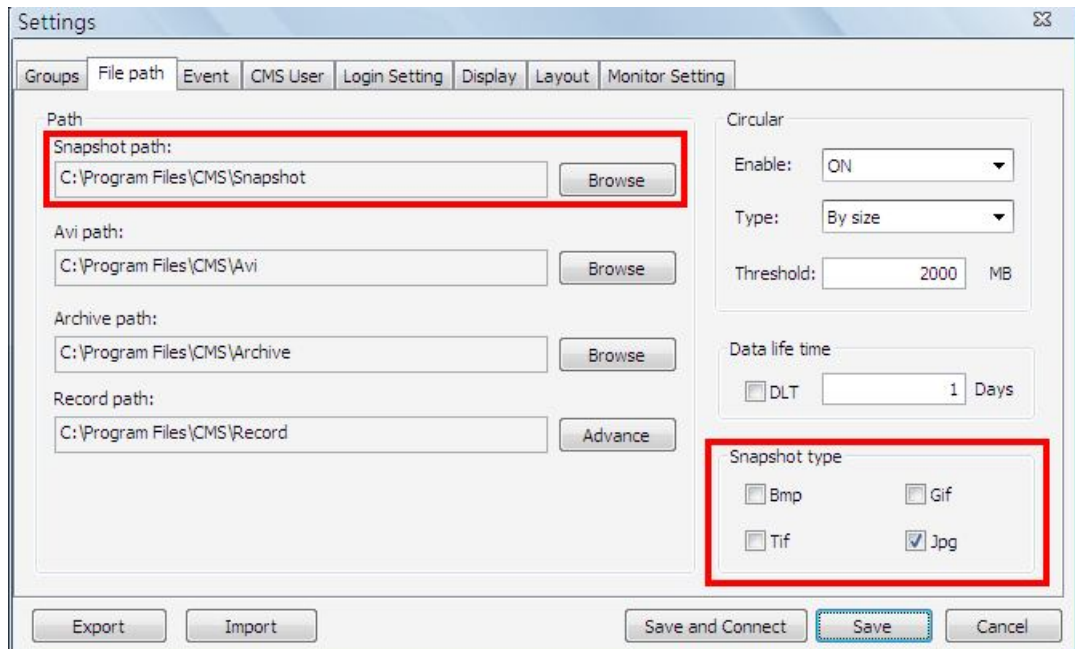 Settings
Groups File path Event CMS User Login Setting Display Layout Monitor Setting
Path
Snapshot path:
C:\Program Files\CMS\Snapshot Browse
Avi path:
C:\Program Files\CMS\Avi Browse
Archive path:
C:\Program Files\CMS\Archive Browse
Record path:
C:\Program Files\CMS\Record Advance
Circular
Enable: ON
Type: By size
Threshold: 2000 MB
Data life time
DLT 1 Days
Snapshot type
Bmp Gif
Tif Jpg
Export Import Save and Connect Save Cancel